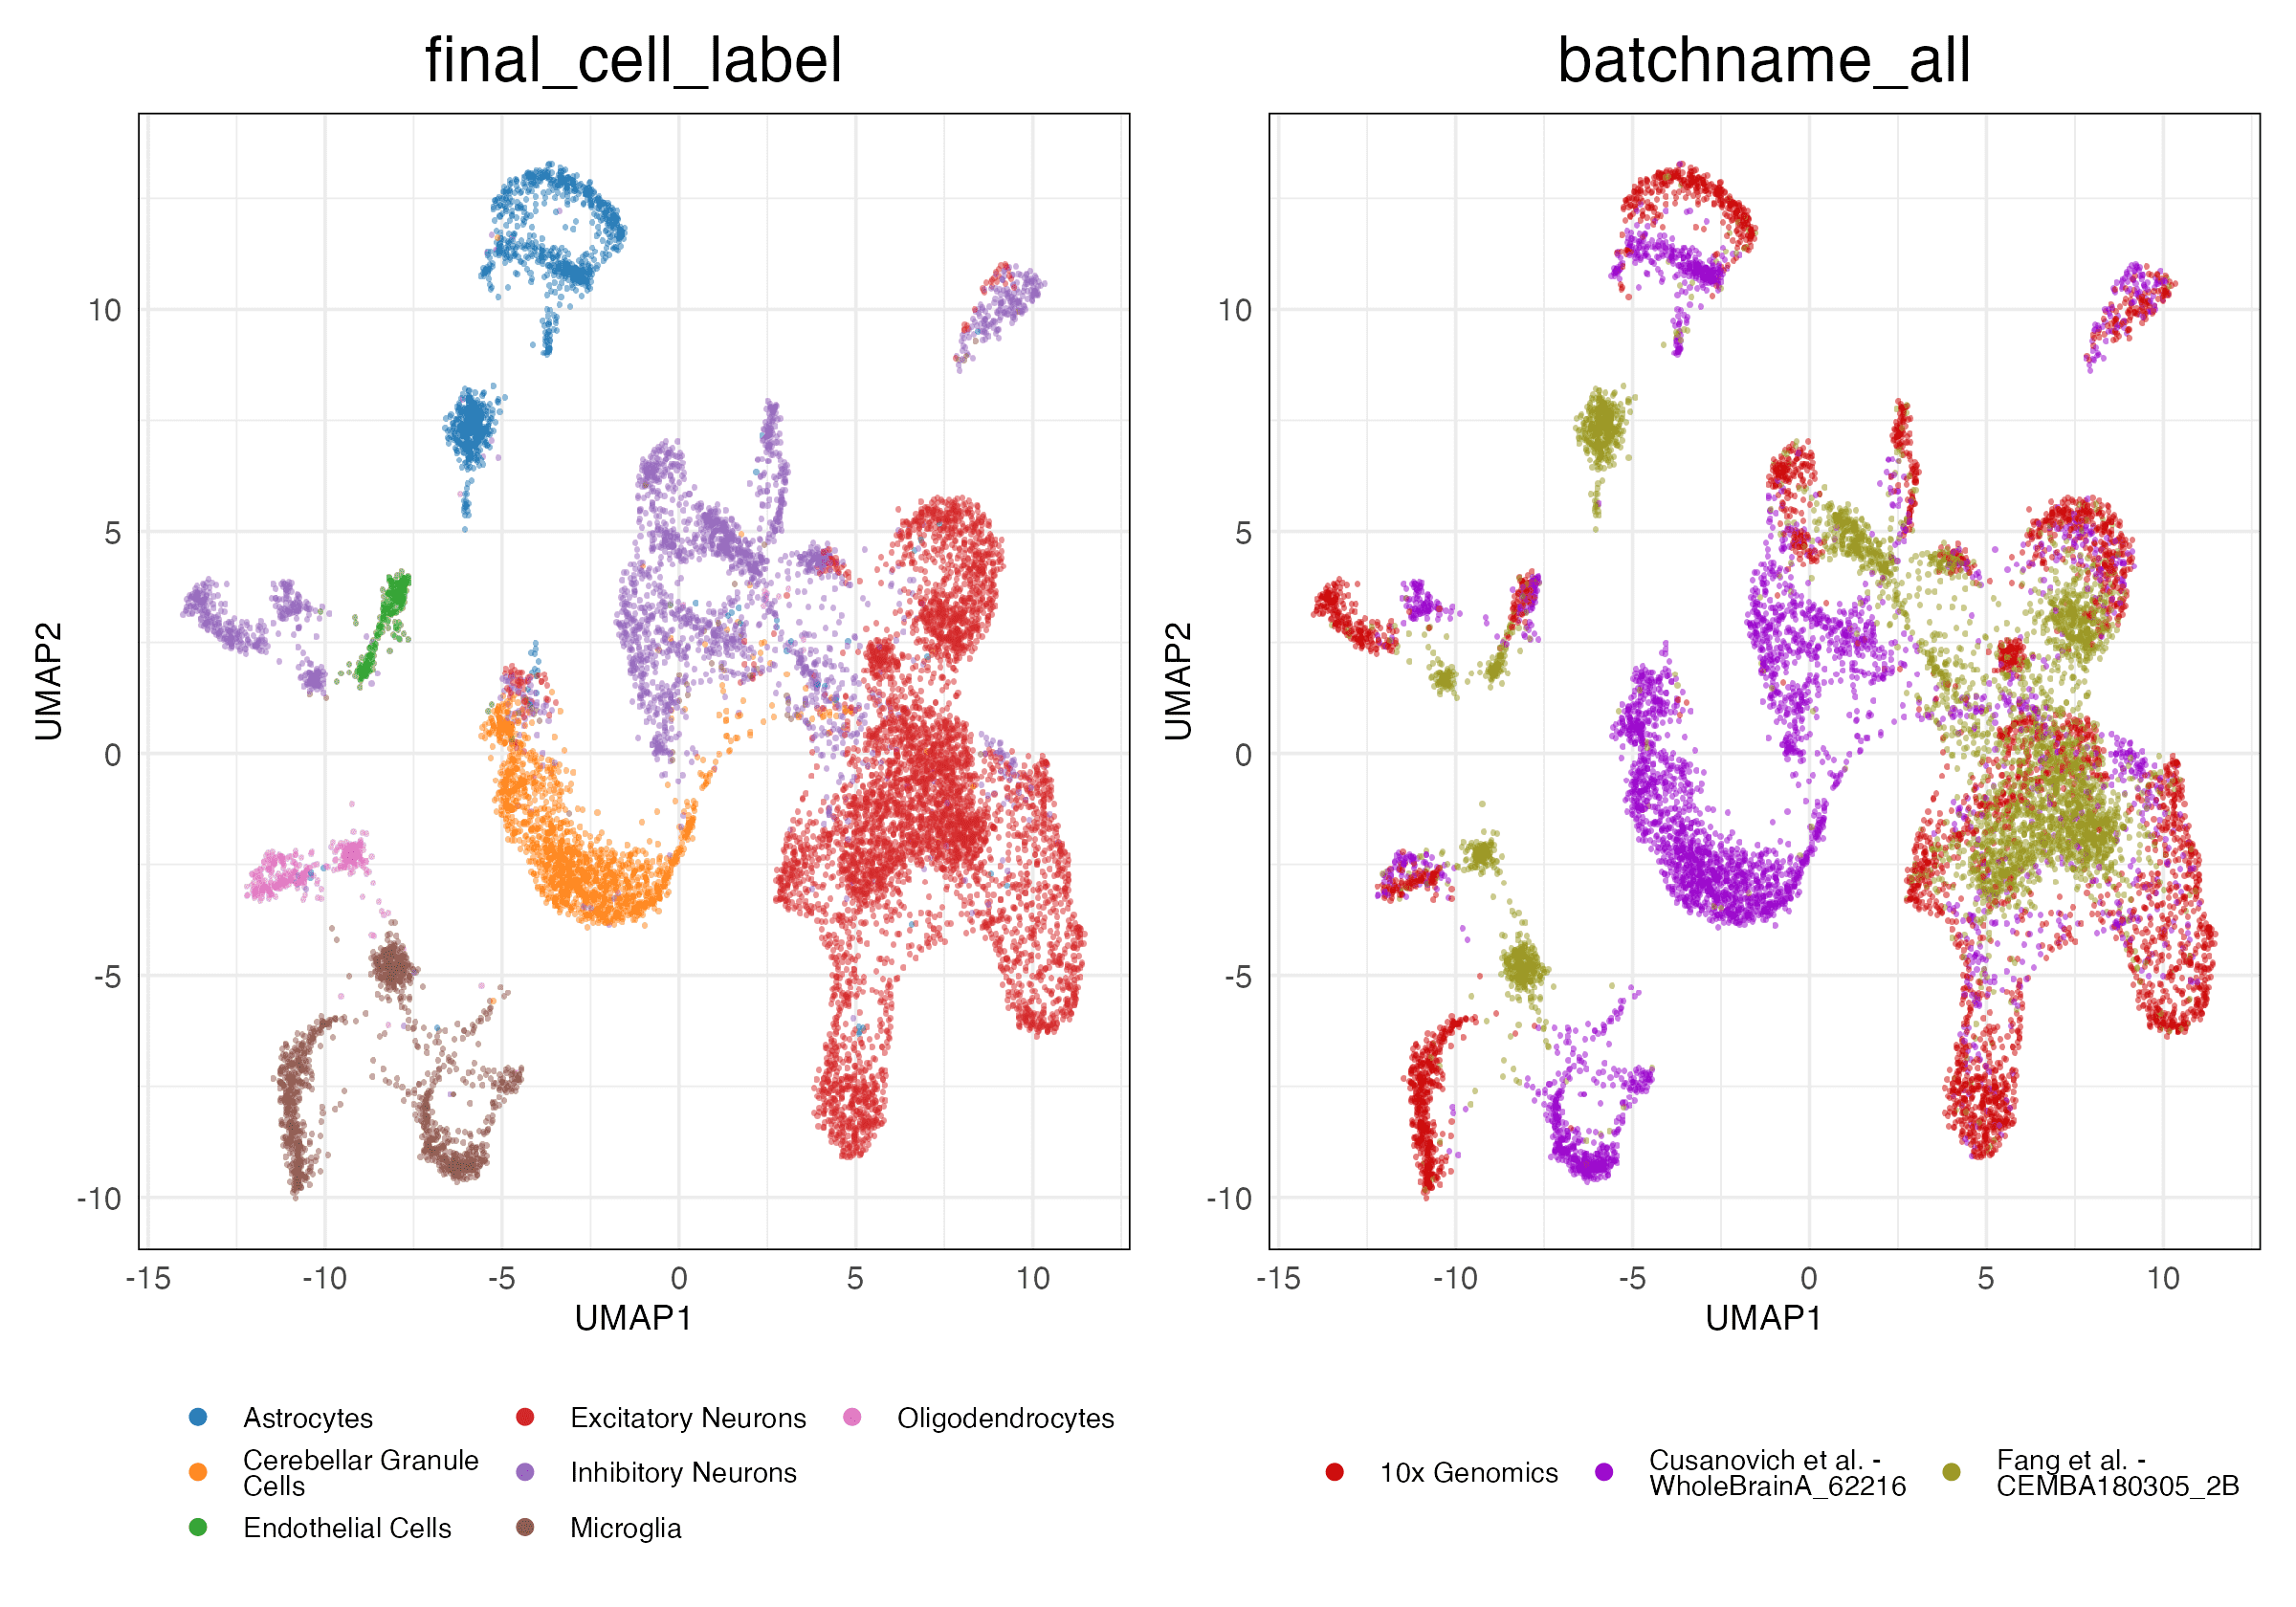 final_cell_label
batchname_all
UMAP2
10
5
0
-5
-10
-15
-10
-5
0
5
10
UMAP1
UMAP2
10
5
0
-5
-10
-15
-10
-5
0
5
10
UMAP1
Astrocytes
Cerebellar Granule
Cells
Endothelial Cells
Excitatory Neurons
Inhibitory Neurons
Microglia
Oligodendrocytes
10x Genomics
Cusanovich et al. -
WholeBrainA_62216
Fang et al. -
CEMBA180305_2B